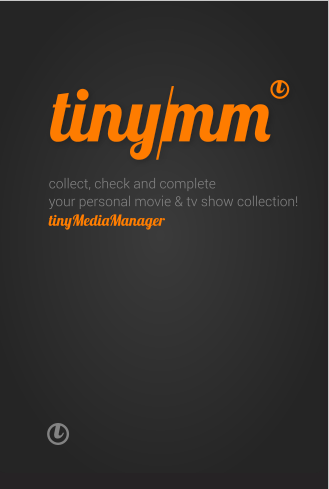 tiny|mm
t
collect, check and complete
your personal movie & tv show collection!
tinyMediaManager
t